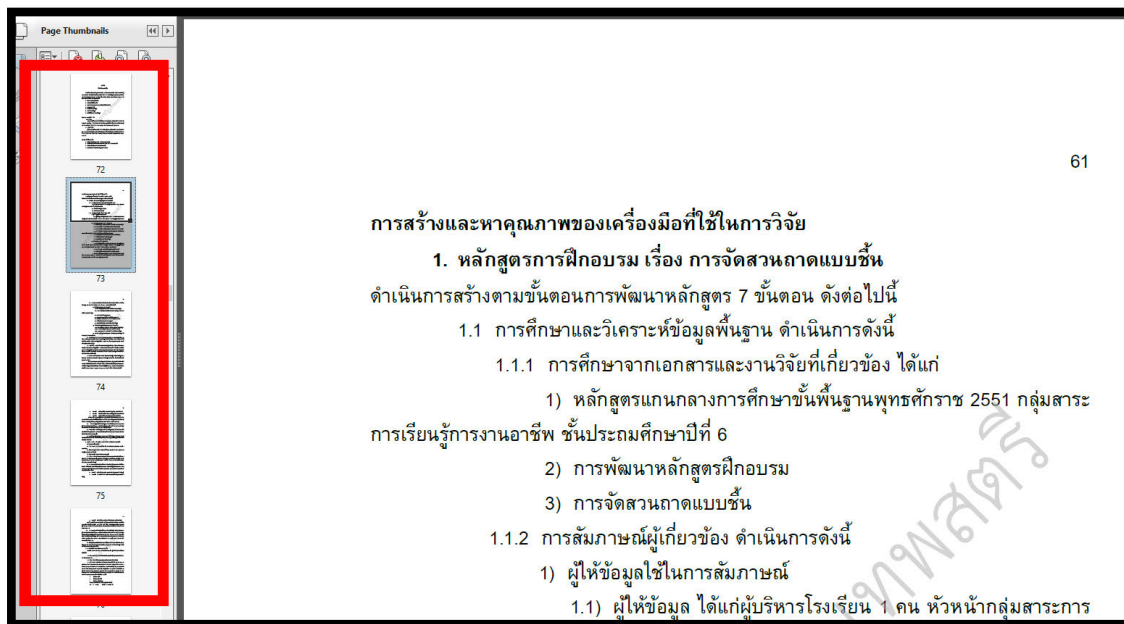 Page Thumbnails
72
73
74
75
61
การสร้างและหาคุณภาพของเครื่องมือที่ใช้ในการวิจัย
1. หลักสูตรการฝึกอบรม เรื่อง การจัดสวนถาดแบบชื้น
ดำเนินการสร้างตามขั้นตอนการพัฒนาหลักสูตร 7 ขั้นตอน ดังต่อไปนี้
1.1 การศึกษาและวิเคราะห์ข้อมูลพื้นฐาน ดำเนินการดังนี้
1.1.1 การศึกษาจากเอกสารและงานวิจัยที่เกี่ยวข้อง ได้แก่
1) หลักสูตรแกนกลางการศึกษาขั้นพื้นฐานพุทธศักราช 2551 กลุ่มสาระ
การเรียนรู้การงานอาชีพ ชั้นประถมศึกษาปีที่ 6
2) การพัฒนาหลักสูตรฝึกอบรม
3) การจัดสวนถาดแบบชื้น
1.1.2 การสัมภาษณ์ผู้เกี่ยวข้อง ดำเนินการดังนี้
1) ผู้ให้ข้อมูลใช้ในการสัมภาษณ์
1.1) ผู้ให้ข้อมูล ได้แก่ผู้บริหารโรงเรียน 1 คน หัวหน้ากลุ่มสาระการ
เทพสตรี